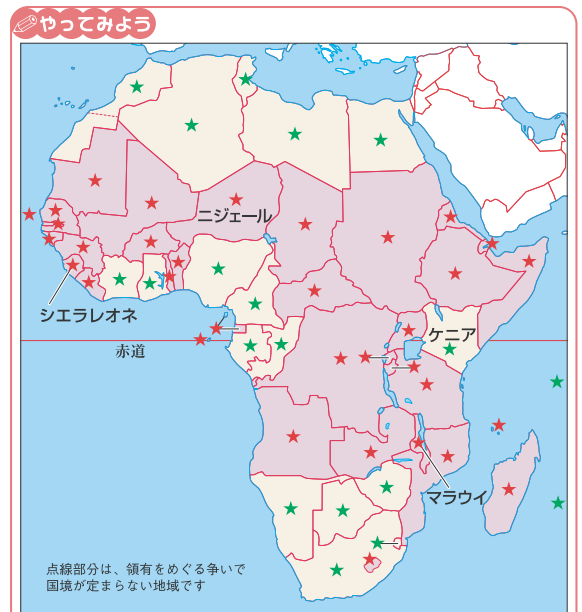 やってみよう
ニジェール
シエラレオネ
ケニア
赤道
マラウイ
点線部分は、領有をめぐる争いで
国境が定まらない地域です